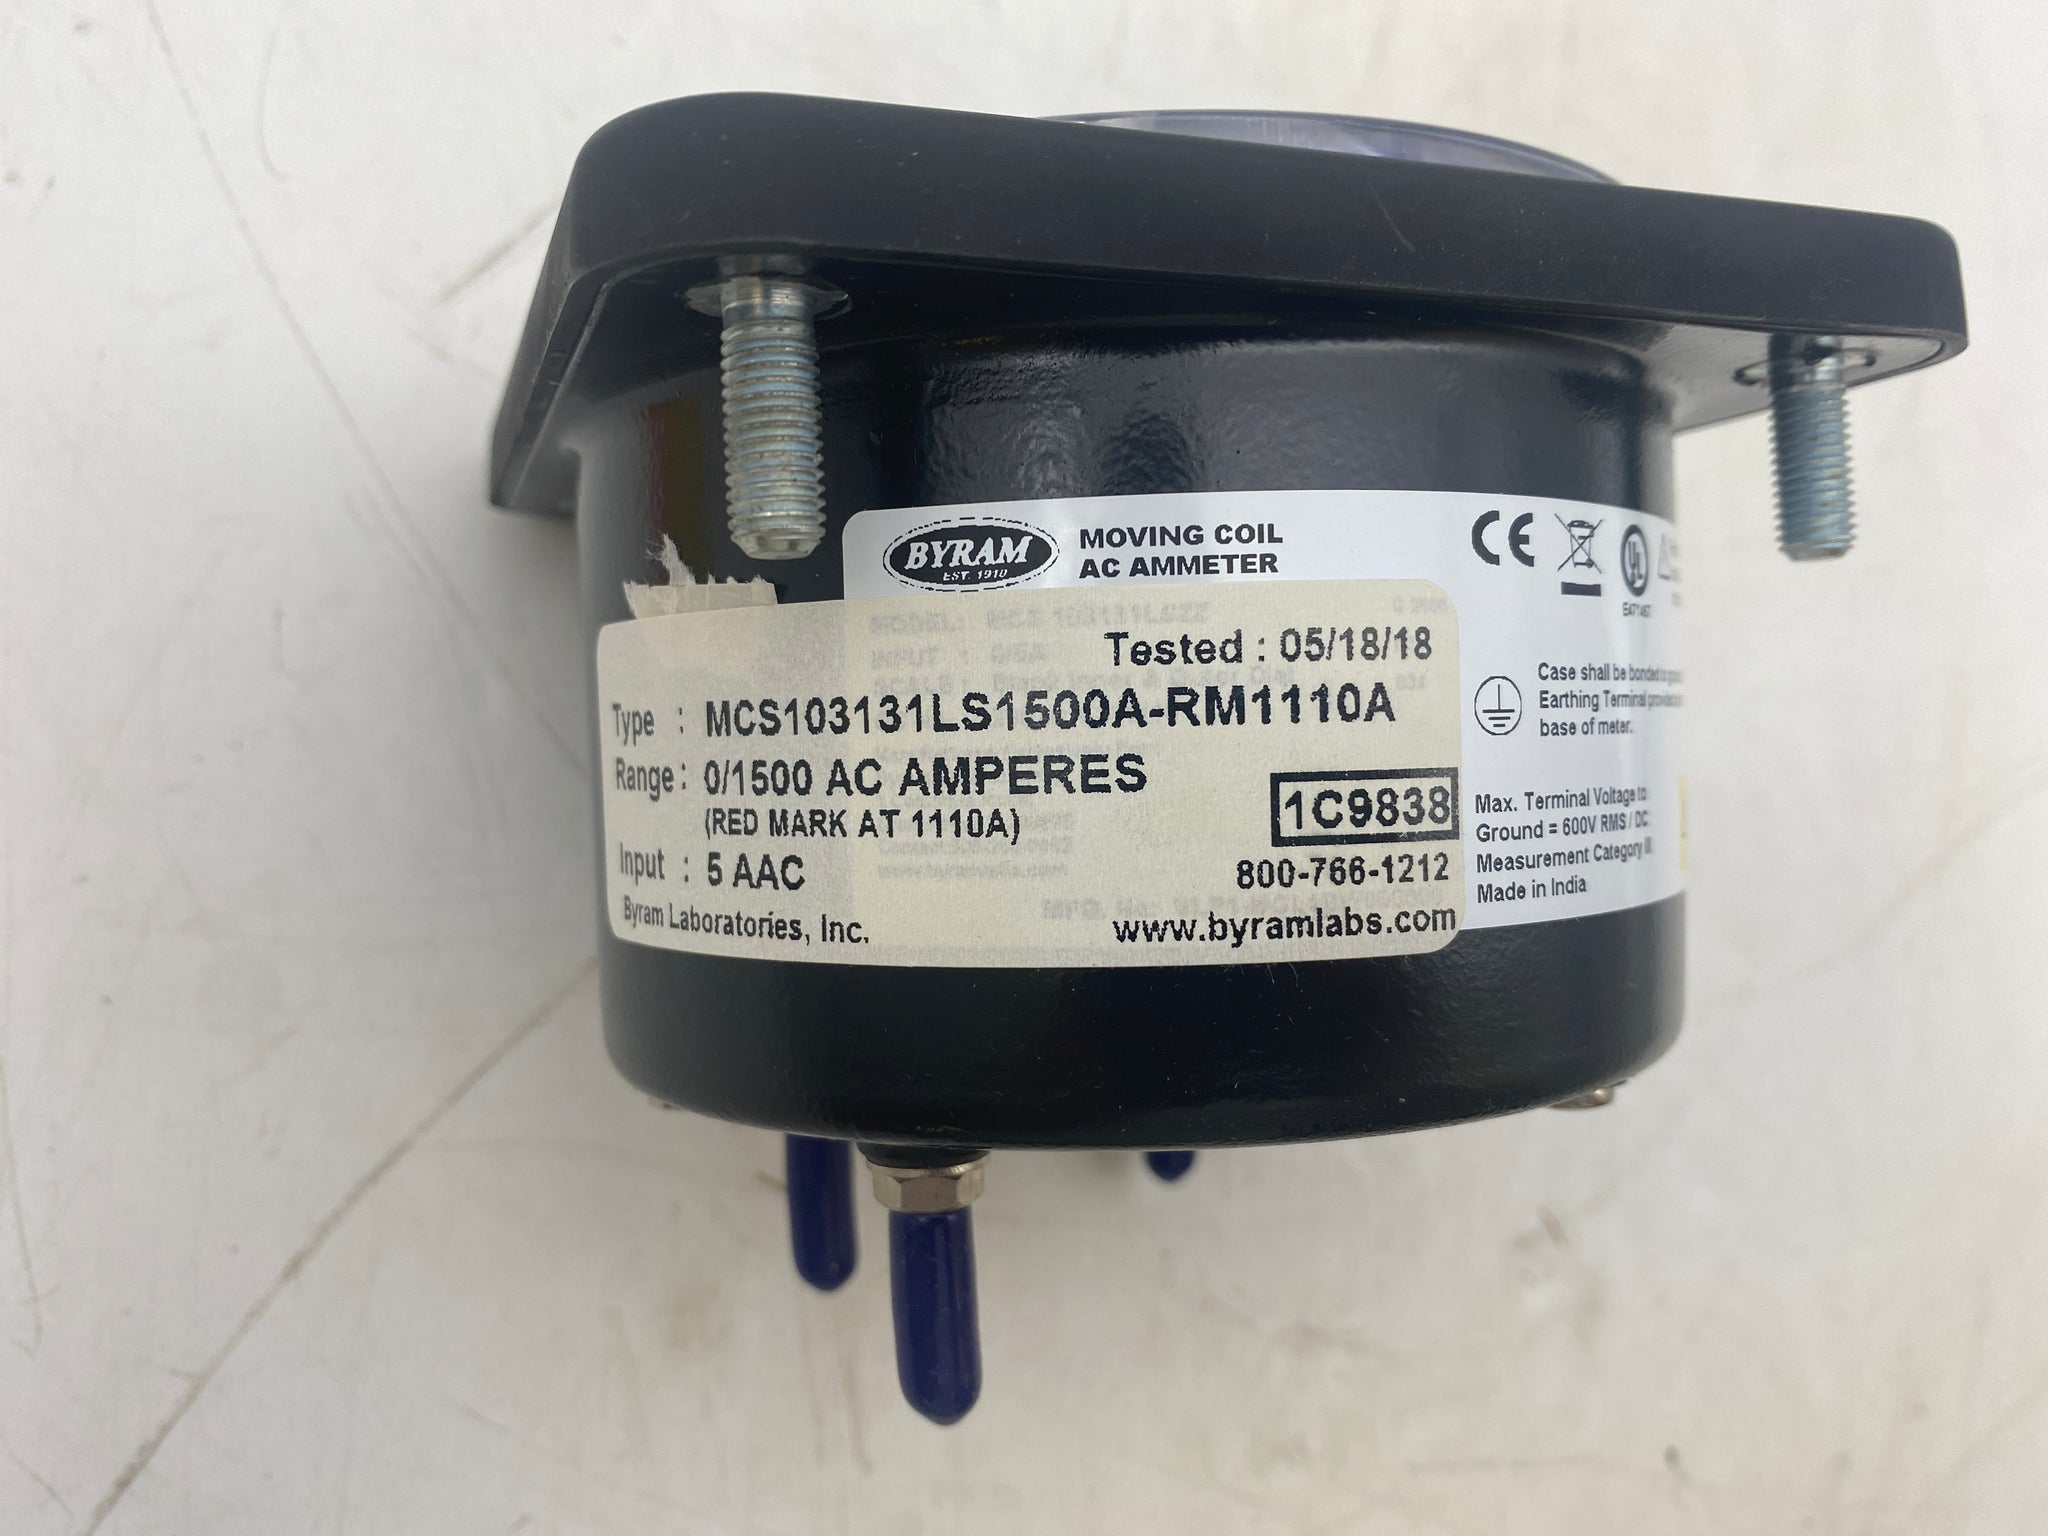 BYRAM
EST. 1910
MOVING COIL
AC AMMETER
CE
UL
Tested : 05/18/18
Type : MCS103131LS1500A-RM1110A
Range: 0/1500 AC AMPERES
(RED MARK AT 1110A)
1C9838
Input : 5 AAC
800-766-1212
Byram Laboratories, Inc.
www.byramlabs.com
Case shall be bonded to
Earthing Terminal provided
base of meter.
Max. Terminal Voltage to
Ground = 600V RMS / DC
Measurement Category
Made in India